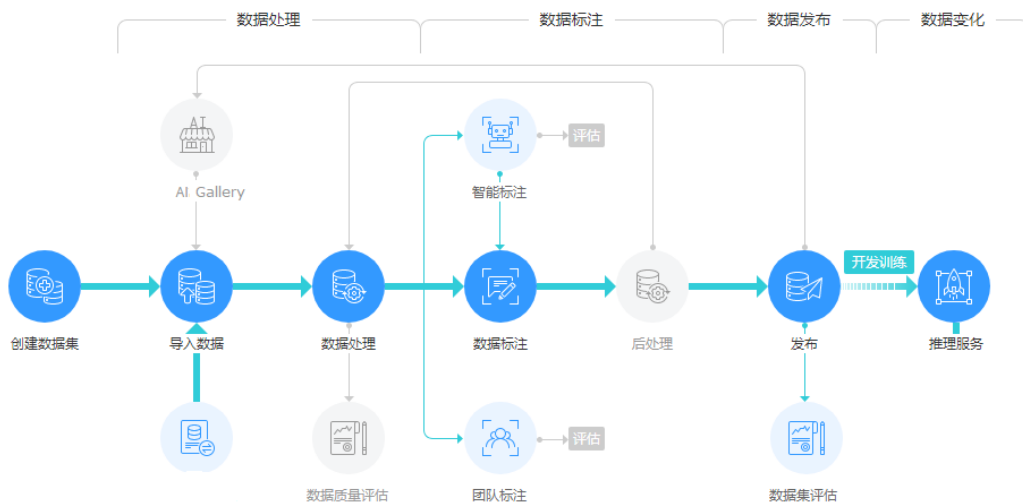 数据处理
数据标注
数据发布
数据变化
AI
评估
AI Gallery
智能标注
开发训练
创建数据集
导入数据
数据处理
数据标注
后处理
发布
推理服务
评估
数据质量评估
团队标注
数据集评估